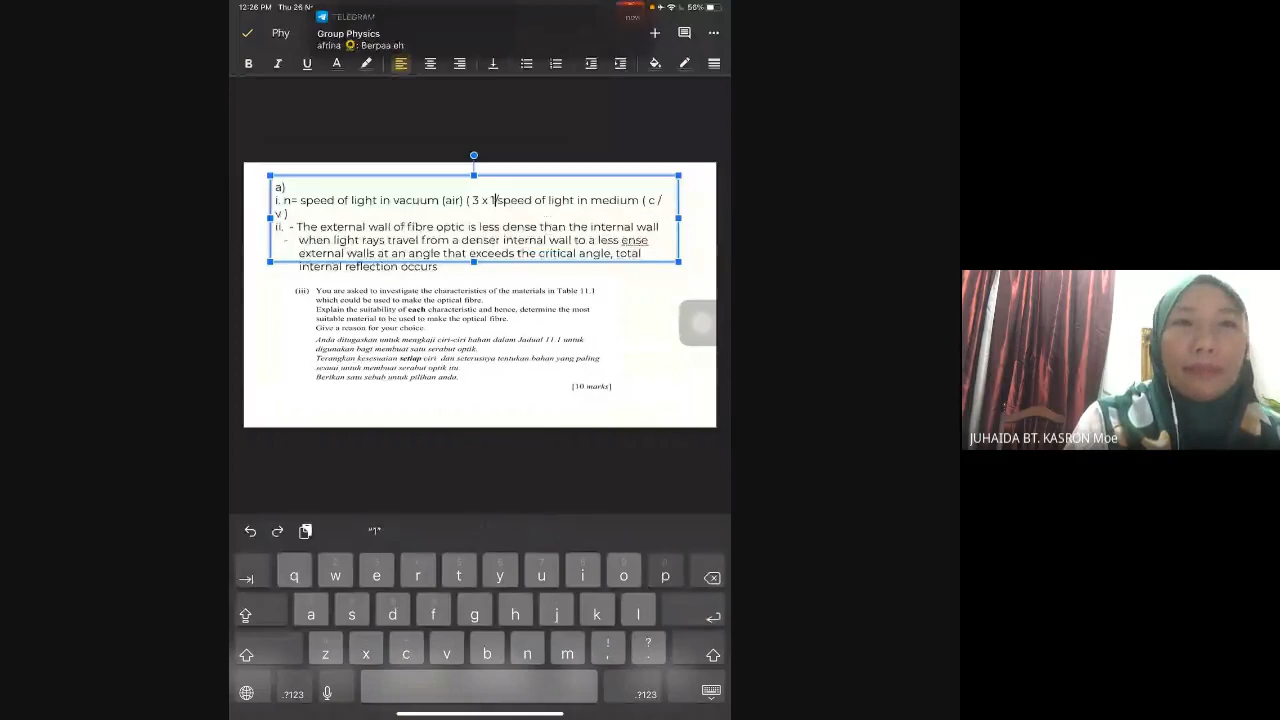 12:26 PM Thu 26 N
TELEGRAM
now
56%
Phy
Group Physics
afrina : Berpaa eh
B I U A
a)
i. n= speed of light in vacuum (air) ( 3 x 1/speed of light in medium ( c /
v )
ii. - The external wall of fibre optic is less dense than the internal wall
- when light rays travel from a denser internal wall to a less ense
external walls at an angle that exceeds the critical angle, total
internal reflection occurs
(iii) You are asked to investigate the characteristics of the materials in Table 11.1
which could be used to make the optical fibre.
Explain the suitability of each characteristic and hence, determine the most
suitable material to be used to make the optical fibre.
Give a reason for your choice.
Anda ditugaskan untuk mengkaji ciri-ciri bahan dalam Jadual 11.1 untuk
digunakan bagi membuat satu serabut optik.
Terangkan kesesuaian setiap ciri dan seterusnya tentukan bahan yang paling
sesuai untuk membuat serabut optik itu.
Berikan satu sebab untuk pilihan anda.
[10 marks]
JUHAIDA BT. KASRON Moe
"1"
q w e r t y u i o p
a s d f g h j k l
z x c v b n m ! , ? .
.?123 .?123